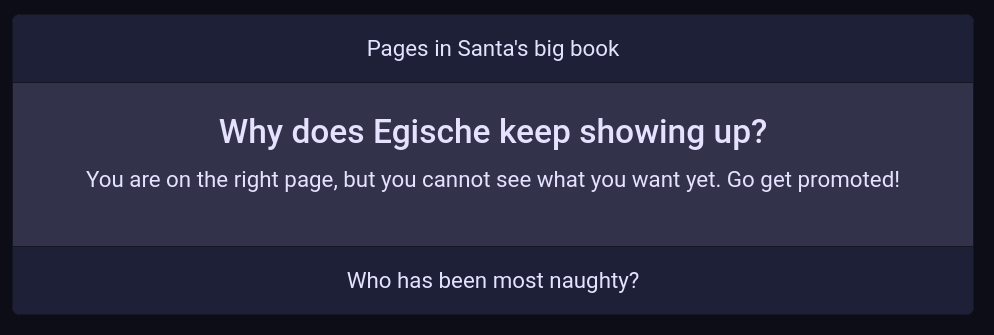 Pages in Santa's big book
Why does Egische keep showing up?
You are on the right page, but you cannot see what you want yet. Go get promoted!
Who has been most naughty?